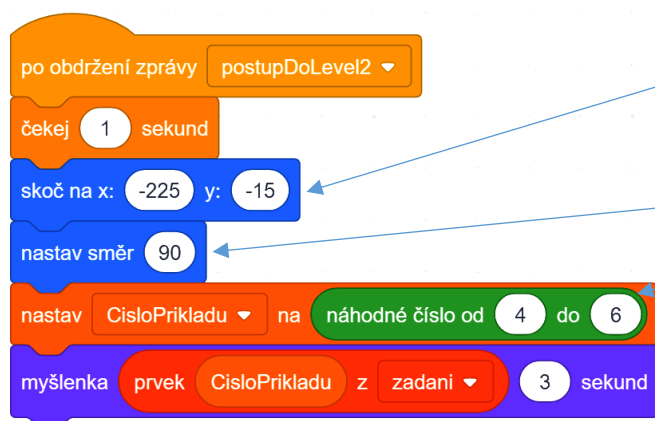 po obdržení zprávy postupDoLevel2
čekej 1 sekund
skoč na x: -225 y: -15
nastav směr 90
nastav CisloPrikladu na náhodné číslo od 4 do 6
myšlenka prvek CisloPrikladu z zadani 3 sekund